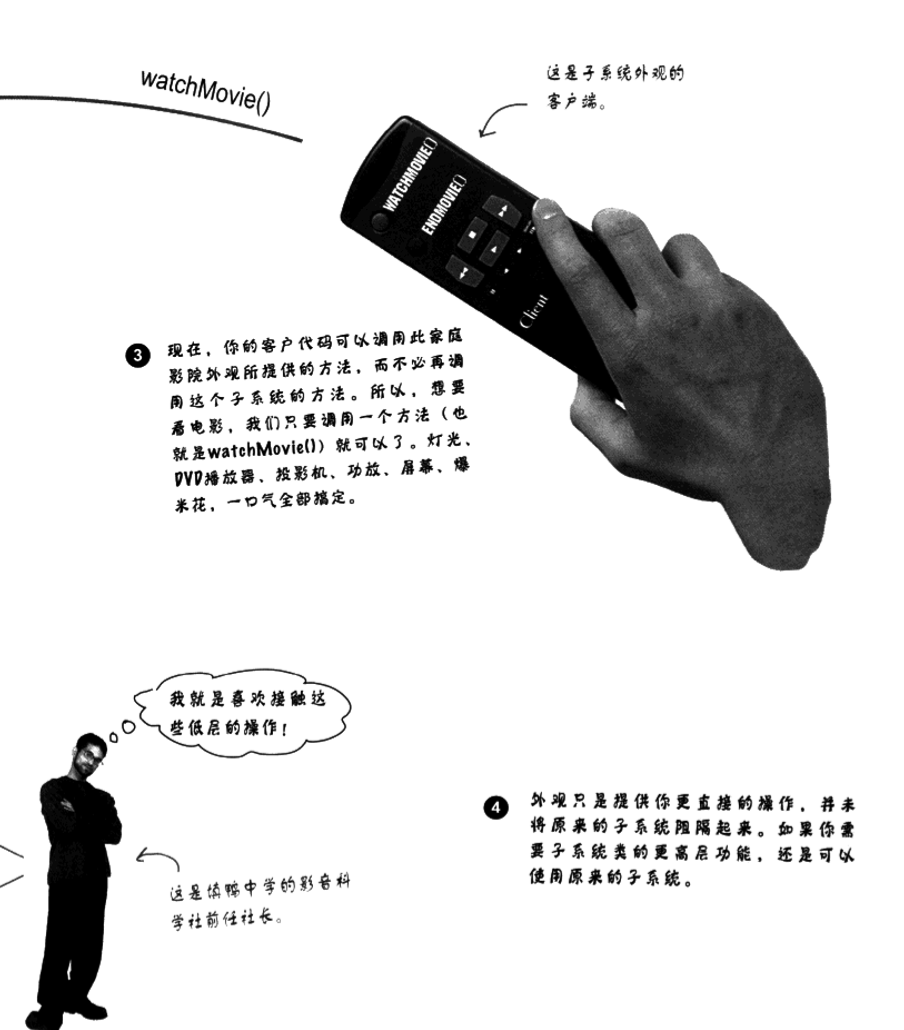 watchMovie()
这是子系统外观的
客户端。
WATCHMOVIE()
ENDMOVIE()
Client
3 现在，你的客户代码可以调用此家庭
影院外观所提供的方法，而不必再调
用这个子系统的方法。所以，想要
看电影，我们只要调用一个方法（也
就是watchMovie()）就可以了。灯光、
DVD播放器、投影机、功放、屏幕、爆
米花，一口气全部搞定。
我就是喜欢接触这
些低层的操作！
4 外观只是提供你更直接的操作，并未
将原来的子系统阻隔起来。如果你需
要子系统类的更高层功能，还是可以
使用原来的子系统。
这是填鸭中学的影音科
学社前任社长。